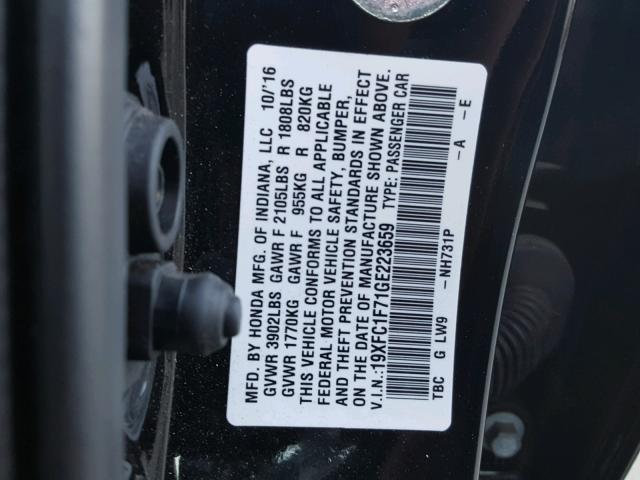 MFD. BY HONDA MFG. OF INDIANA, LLC 10/'16
GVWR 3902LBS GAWR F 2105LBS R 1808LBS
GVWR 1770KG GAWR F 955KG R 820KG
THIS VEHICLE CONFORMS TO ALL APPLICABLE
FEDERAL MOTOR VEHICLE SAFETY, BUMPER,
AND THEFT PREVENTION STANDARDS IN EFFECT
ON THE DATE OF MANUFACTURE SHOWN ABOVE.
V.I.N.:19XFC1F71GE223659 TYPE: PASSENGER CAR
TBC G LW9 -NH731P -A -E